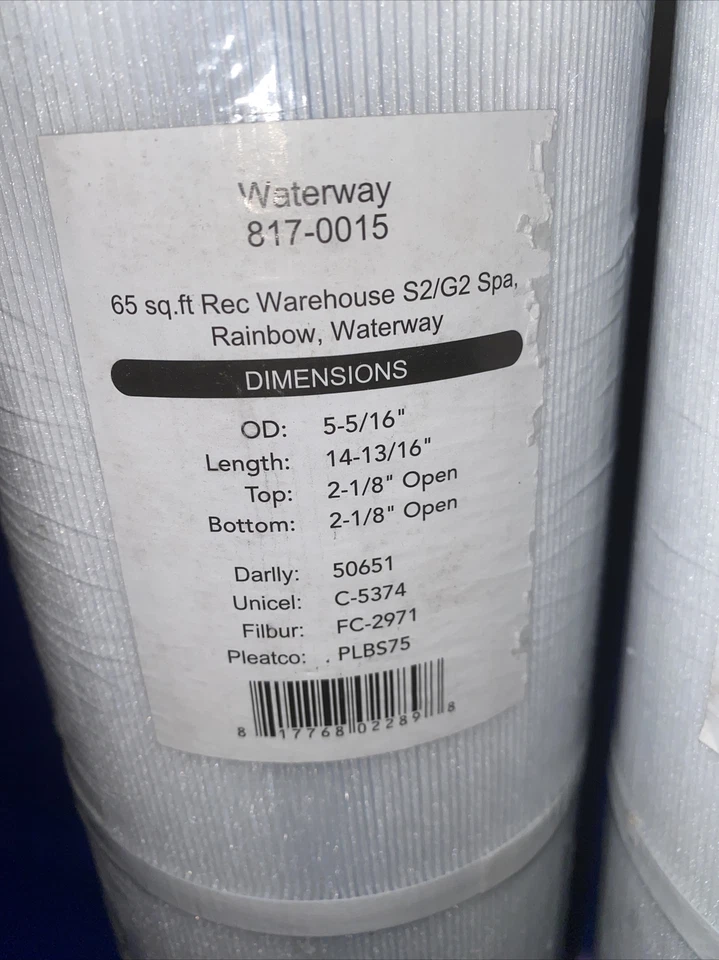 Waterway
817-0015
65 sq.ft Rec Warehouse S2/G2 Spa,
Rainbow, Waterway
DIMENSIONS
OD: 5-5/16"
Length: 14-13/16"
Top: 2-1/8" Open
Bottom: 2-1/8" Open
Darlly: 50651
Unicel: C-5374
Filbur: FC-2971
Pleatco: . PLBS75
8 17768 02289 8